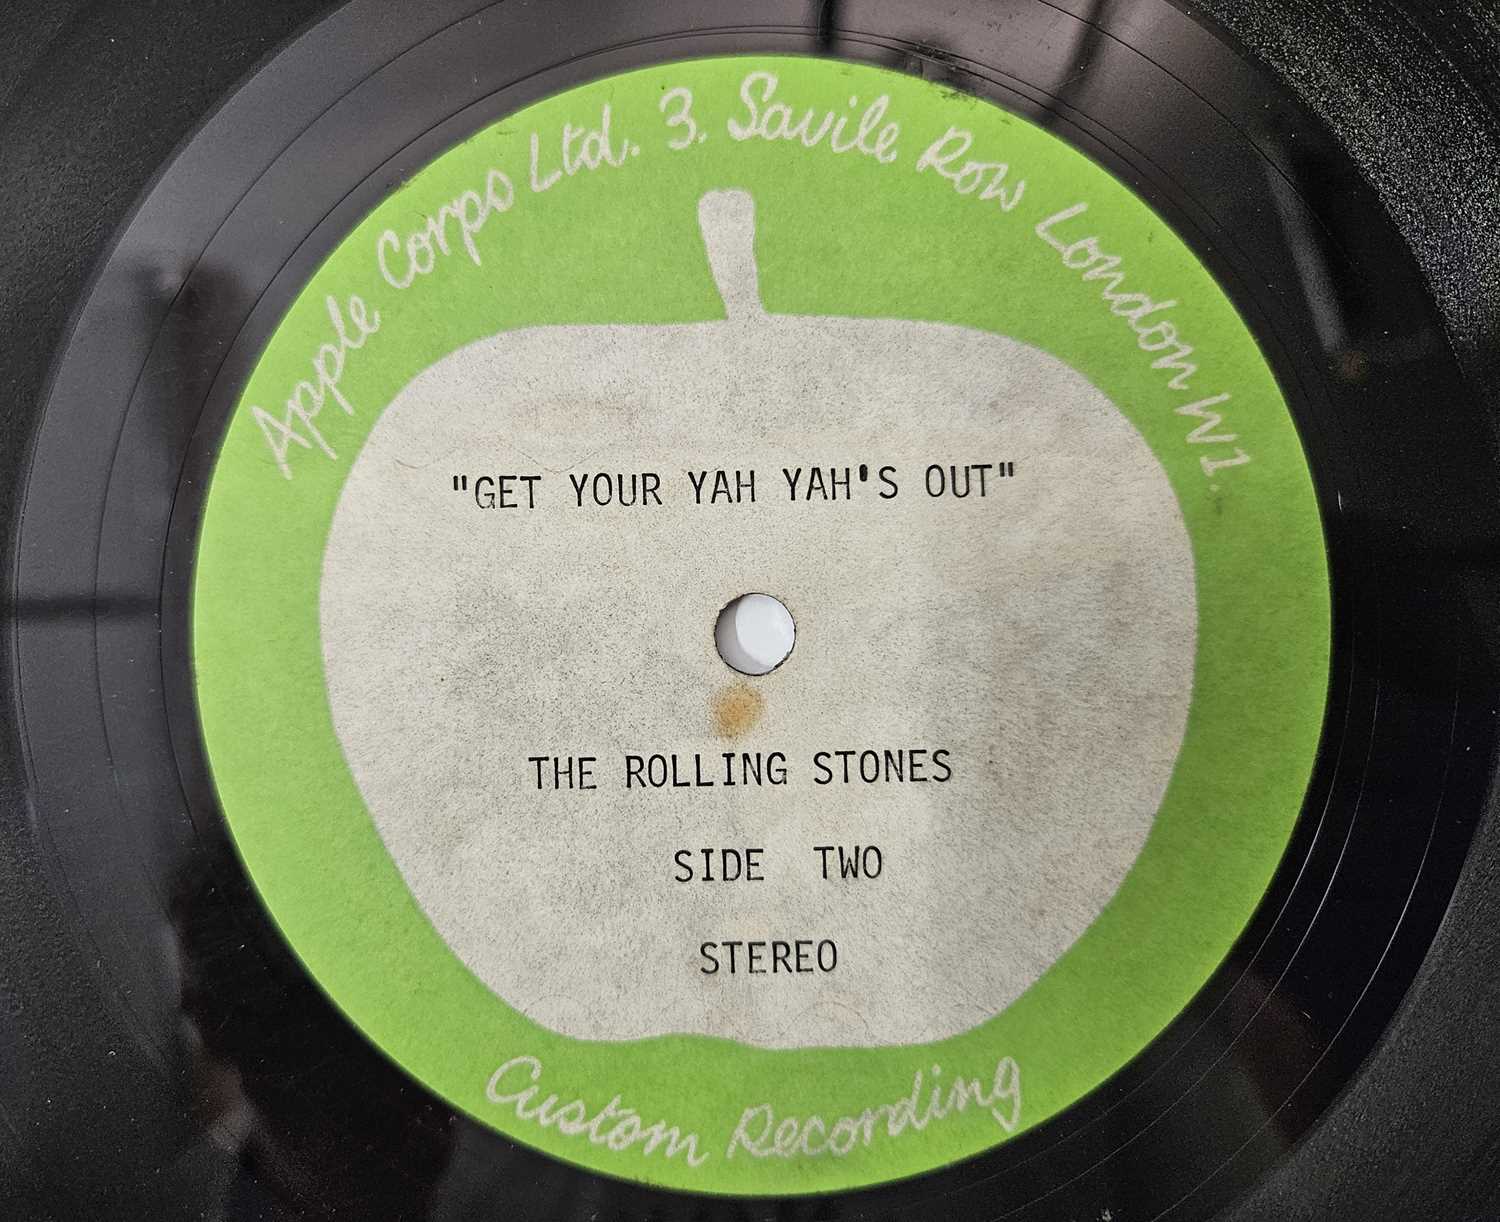 Apple Corps Ltd. 3. Savile Row London W1.
"GET YOUR YAH YAH'S OUT"
THE ROLLING STONES
SIDE TWO
STEREO
Custom Recording